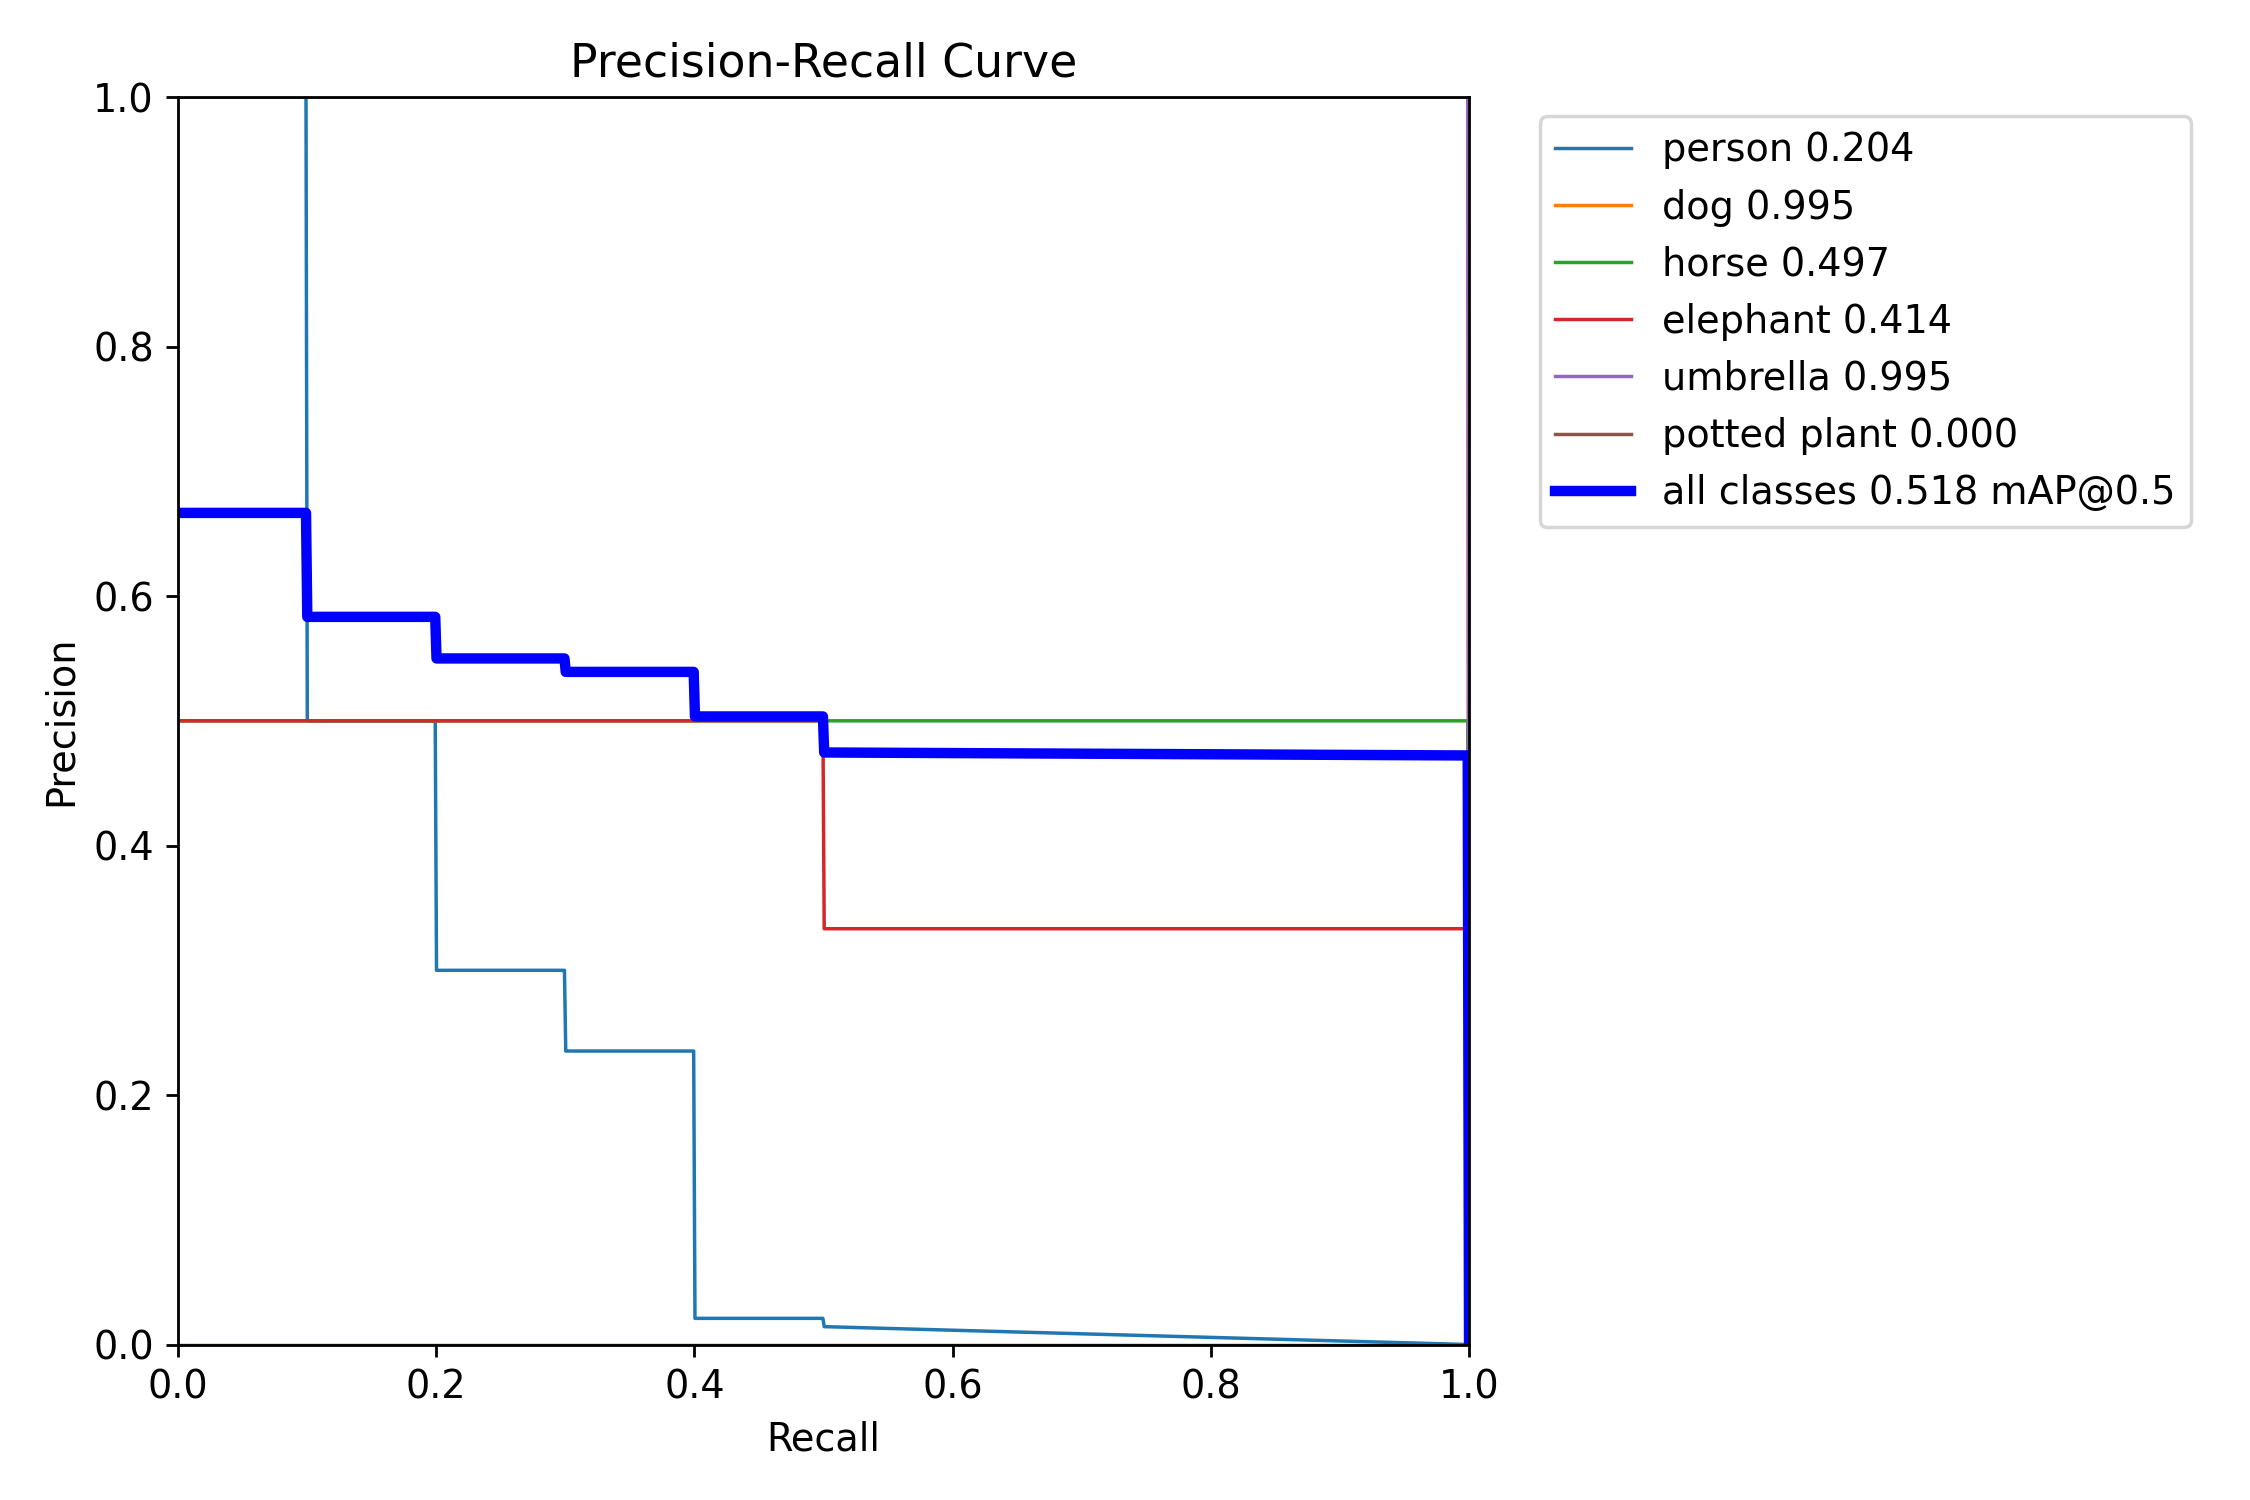 Precision-Recall Curve
1.0
0.8
0.6
0.4
0.2
0.0
Precision
0.0 0.2 0.4 0.6 0.8 1.0
Recall
person 0.204
dog 0.995
horse 0.497
elephant 0.414
umbrella 0.995
potted plant 0.000
all classes 0.518 mAP@0.5